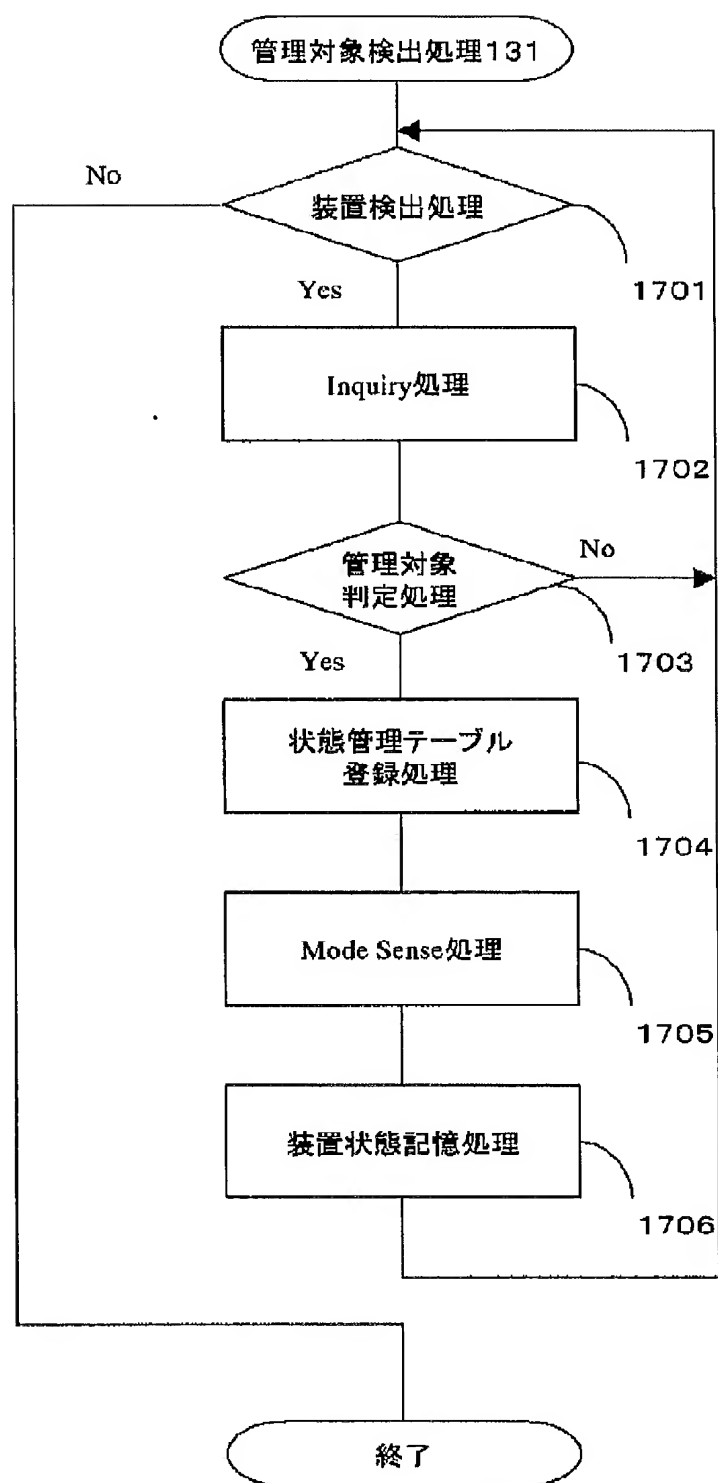 管理対象検出処理131
No
装置検出処理
1701
Yes
Inquiry処理
1702
管理対象
判定処理
No
1703
Yes
状態管理テーブル
登録処理
1704
Mode Sense処理
1705
装置状態記憶処理
1706
終了